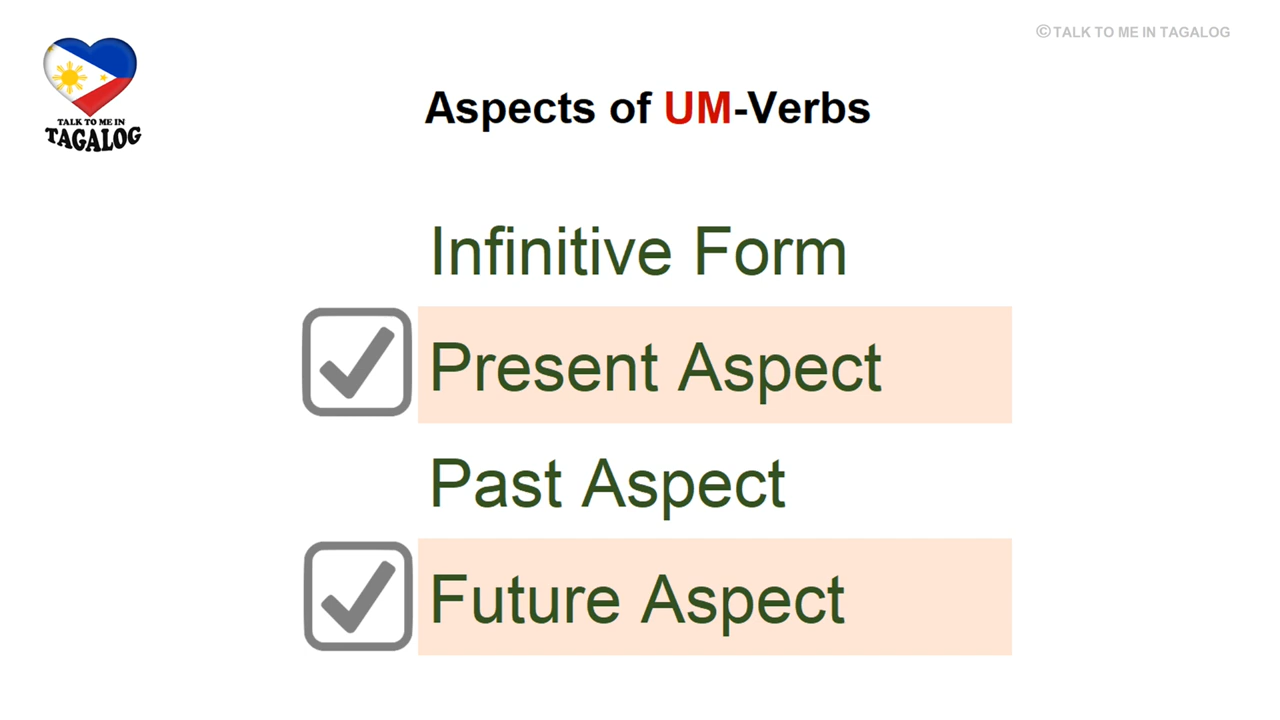 ©TALK TO ME IN TAGALOG
TALK TO ME IN
TAGALOG
Aspects of UM-Verbs
Infinitive Form
Present Aspect
Past Aspect
Future Aspect